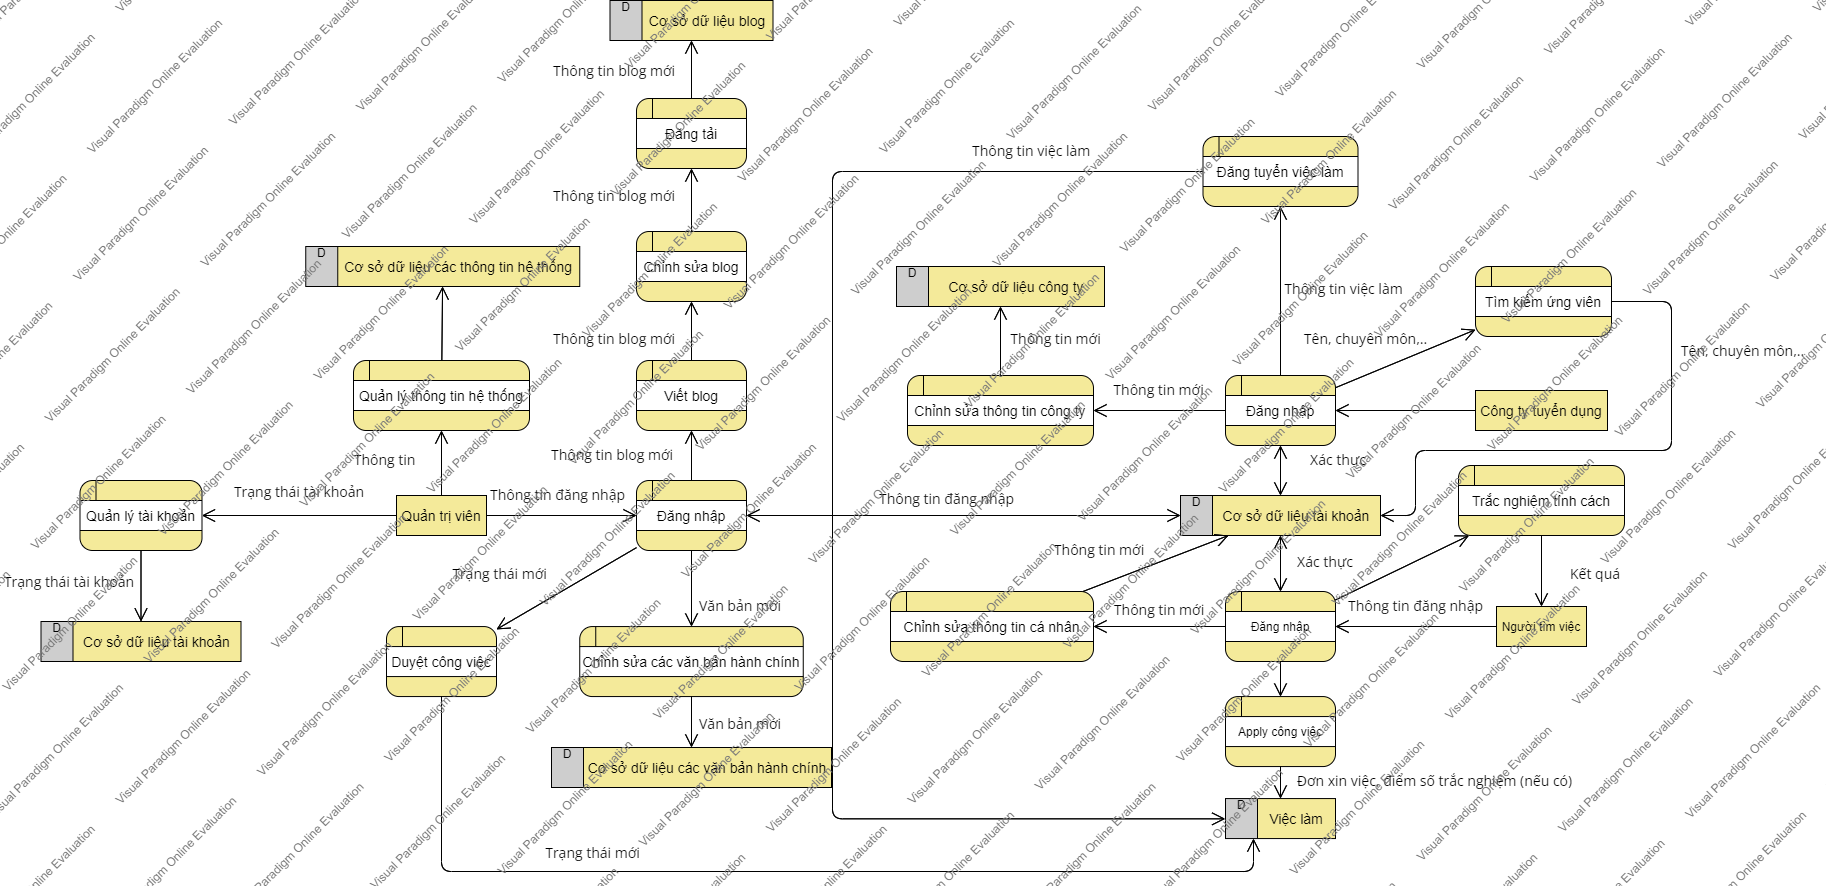 D
Cơ sở dữ liệu blog
Thông tin blog mới
Đăng tải
Thông tin blog mới
Chỉnh sửa blog
Thông tin blog mới
Viết blog
Thông tin blog mới
D
Cơ sở dữ liệu các thông tin hệ thống
Quản lý thông tin hệ thống
Thông tin
Quản trị viên
Trạng thái tài khoản
Quản lý tài khoản
Trạng thái tài khoản
D
Cơ sở dữ liệu tài khoản
Thông tin đăng nhập
Đăng nhập
Thông tin đăng nhập
Trạng thái mới
Duyệt công việc
Văn bản mới
Chỉnh sửa các văn bản hành chính
Văn bản mới
D
Cơ sở dữ liệu các văn bản hành chính
Trạng thái mới
Thông tin việc làm
Đăng tuyển việc làm
Thông tin việc làm
D
Cơ sở dữ liệu công ty
Thông tin mới
Chỉnh sửa thông tin công ty
Thông tin mới
Đăng nhập
Tên, chuyên môn,..
Tìm kiếm ứng viên
Tên, chuyên môn,..
Công ty tuyển dụng
Xác thực
D
Cơ sở dữ liệu tài khoản
Trắc nghiệm tính cách
Thông tin mới
Xác thực
Kết quả
Chỉnh sửa thông tin cá nhân
Thông tin mới
Đăng nhập
Thông tin đăng nhập
Người tìm việc
Apply công việc
Đơn xin việc, điểm số trắc nghiệm (nếu có)
D
Việc làm
Visual Paradigm Online Evaluation